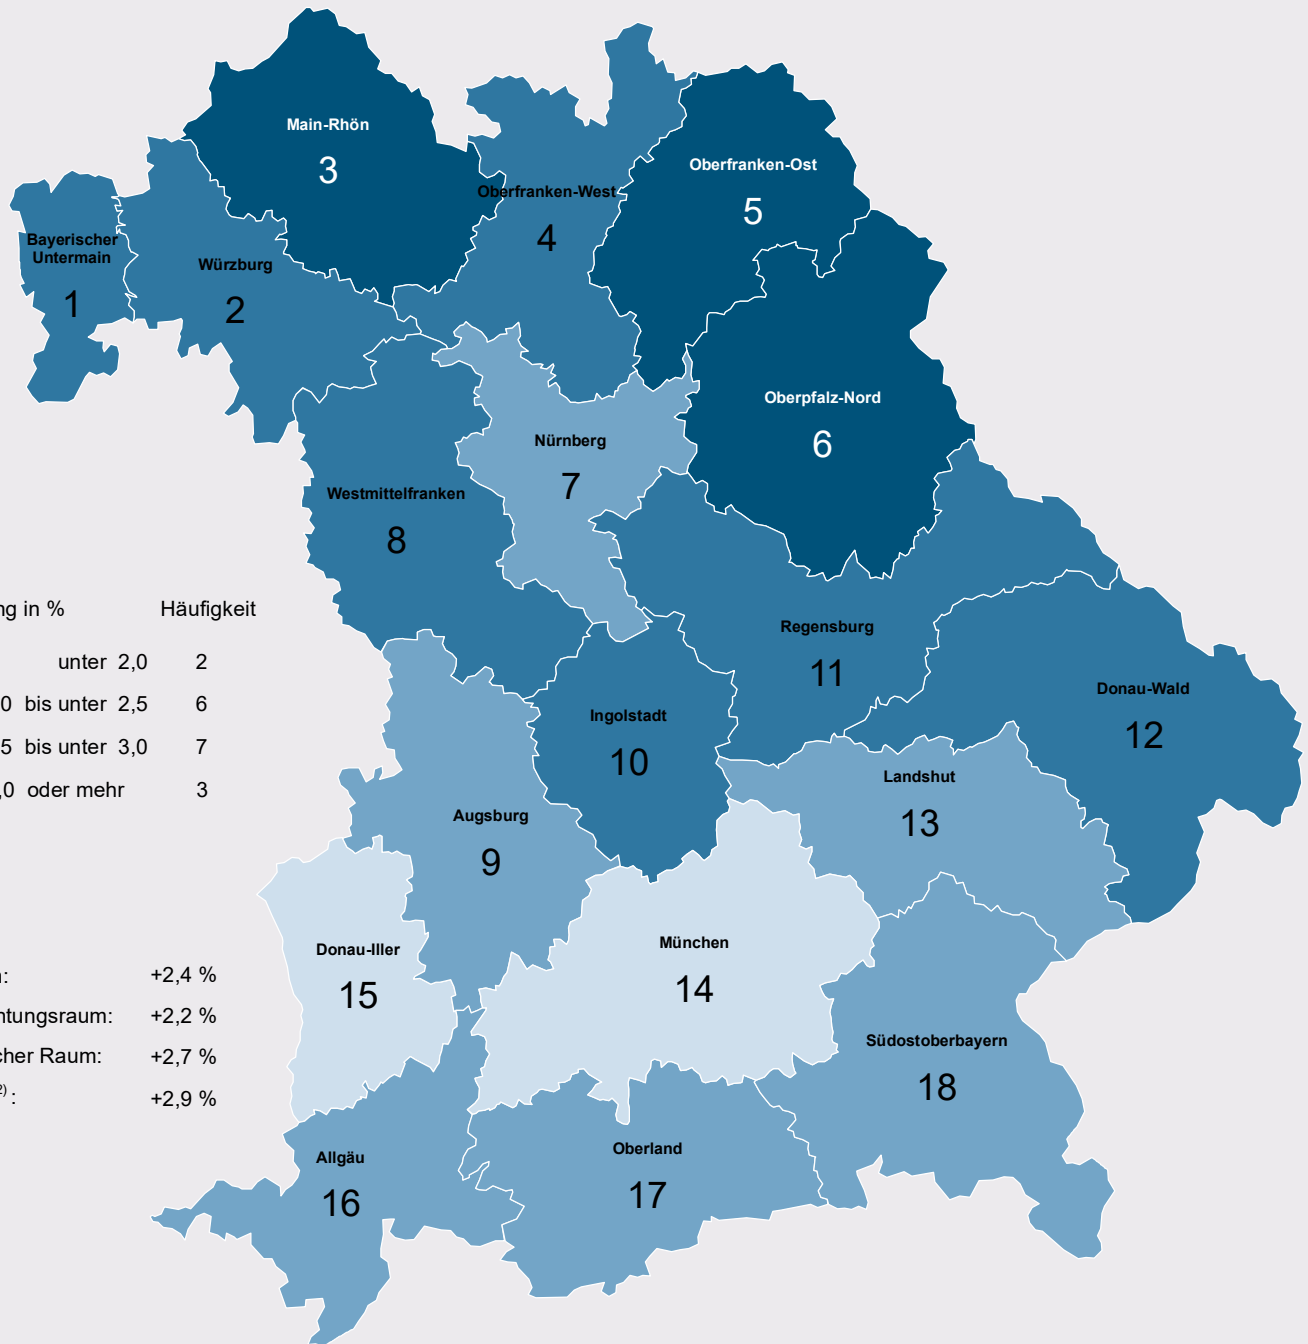 Main-Rhön
3
Oberfranken-Ost
5
Oberfranken-West
4
Bayerischer
Untermain
1
Würzburg
2
Oberpfalz-Nord
6
Nürnberg
7
Westmittelfranken
8
ng in % Häufigkeit
unter 2,0 2
0 bis unter 2,5 6
5 bis unter 3,0 7
,0 oder mehr 3
Regensburg
11
Donau-Wald
12
Ingolstadt
10
Landshut
13
Augsburg
9
München
14
Donau-Iller
15
: +2,4 %
htungsraum: +2,2 %
cher Raum: +2,7 %
2) : +2,9 %
Südostoberbayern
18
Oberland
17
Allgäu
16